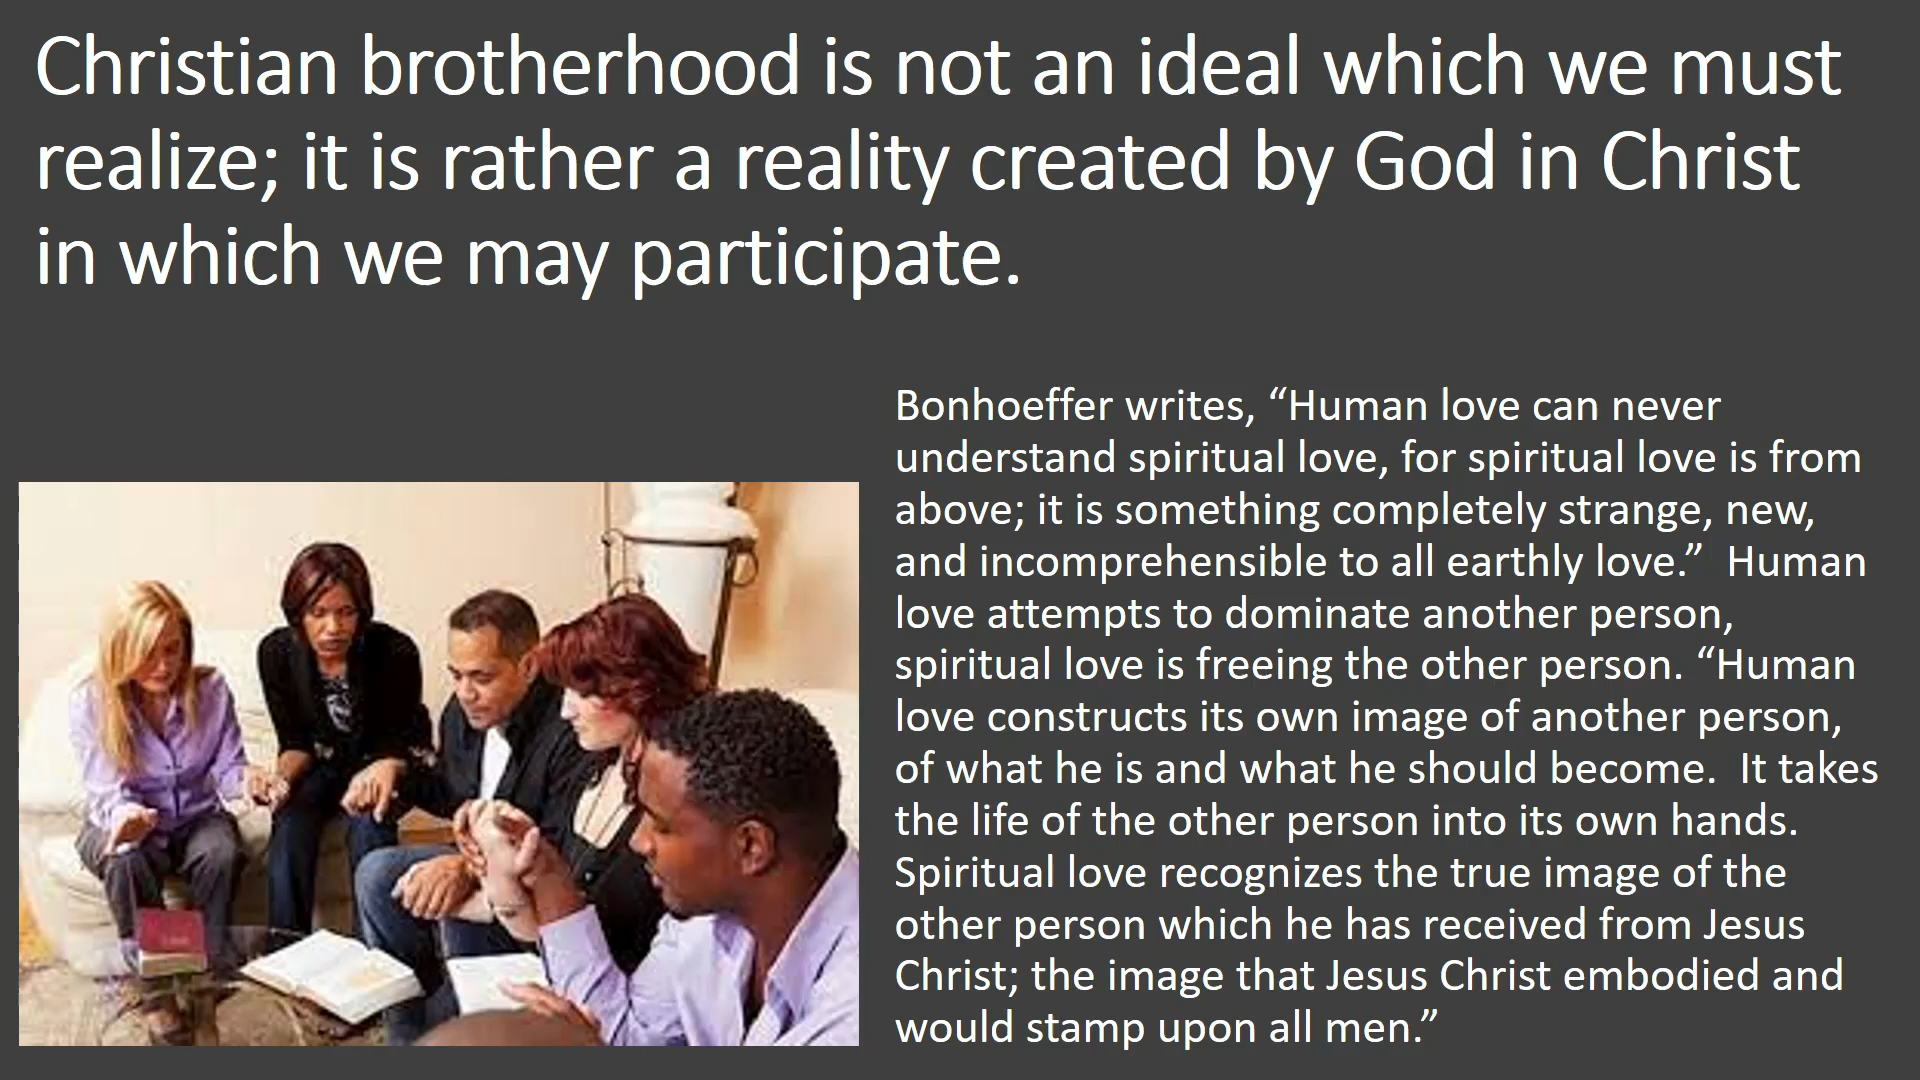 Christian brotherhood is not an ideal which we must
realize; it is rather a reality created by God in Christ
in which we may participate.
Bonhoeffer writes, “Human love can never
understand spiritual love, for spiritual love is from
above; it is something completely strange, new,
and incomprehensible to all earthly love.”  Human
love attempts to dominate another person,
spiritual love is freeing the other person. “Human
love constructs its own image of another person,
of what he is and what he should become.  It takes
the life of the other person into its own hands.
Spiritual love recognizes the true image of the
other person which he has received from Jesus
Christ; the image that Jesus Christ embodied and
would stamp upon all men.”